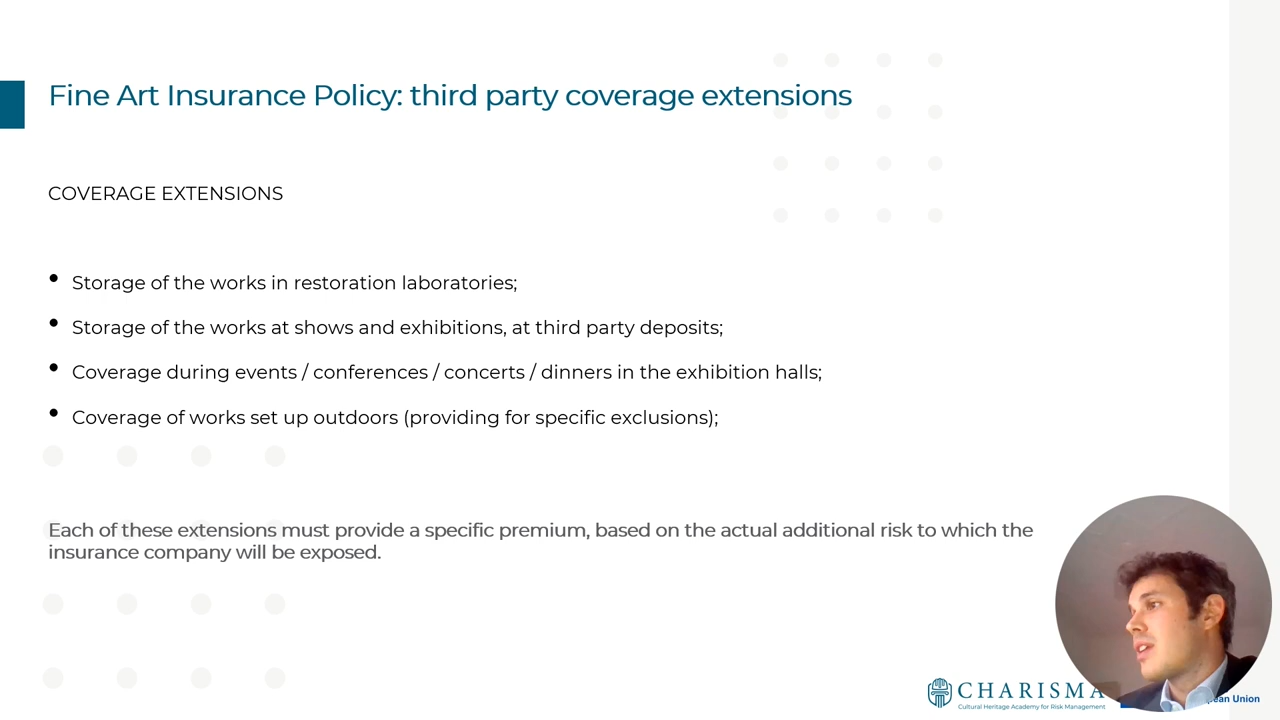 Fine Art Insurance Policy: third party coverage extensions
COVERAGE EXTENSIONS
• Storage of the works in restoration laboratories;
• Storage of the works at shows and exhibitions, at third party deposits;
• Coverage during events / conferences / concerts / dinners in the exhibition halls;
• Coverage of works set up outdoors (providing for specific exclusions);
Each of these extensions must provide a specific premium, based on the actual additional risk to which the
insurance company will be exposed.
CHARISMA
Cultural Heritage Academy for Risk Management
Union